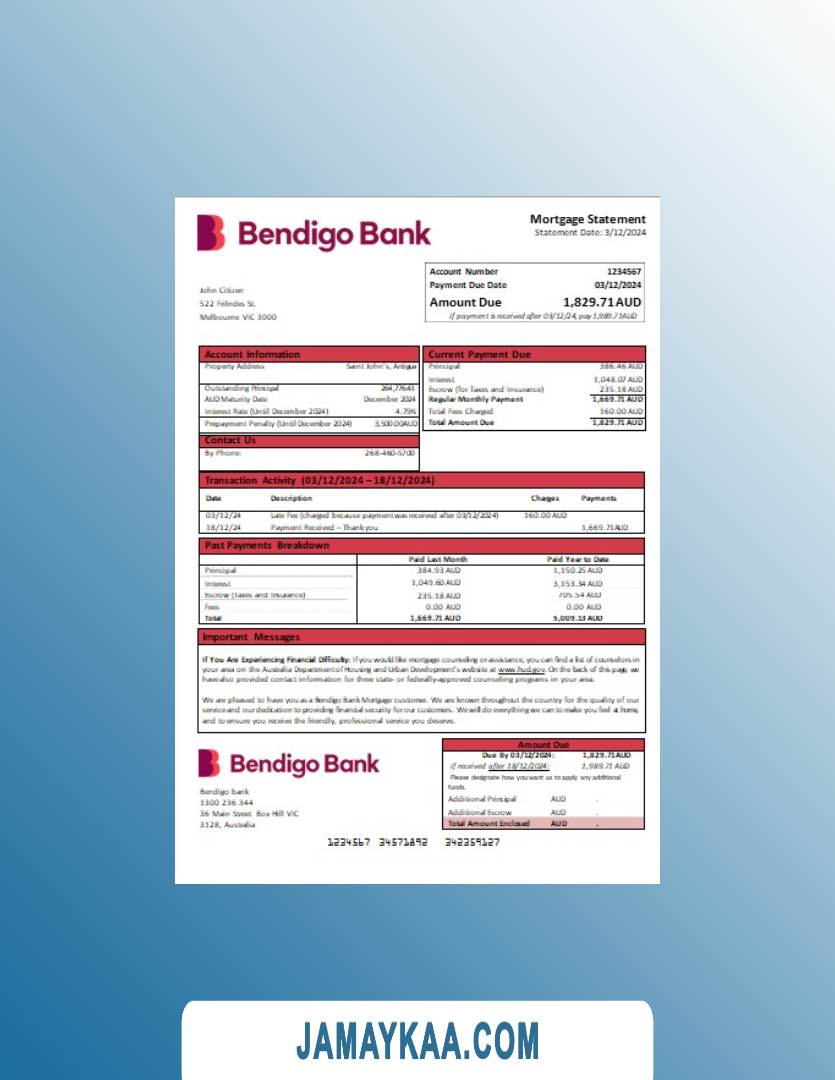 Bendigo Bank
Mortgage Statement
Statement Date: 3/12/2024
Account Number 1234567
Payment Due Date 03/12/2024
Amount Due 1,829.71AUD
If payment is received after 03/12/24, pay 1,989.71AUD
John Citizen
522 Frilindes St.
Melbourne VIC 3000
Account Information
Property Address Saint John's, Antigua
Outstanding Principal 264,776.43
AUD Maturity Date December 2024
Interest Rate (Until December 2024) 4.75%
Prepayment Penalty (Until December 2024) 3,500.00AUD
Contact Us
By Phone: 268-460-5700
Current Payment Due
Principal 386.46 AUD
Interest 1,048.07 AUD
Escrow (for Taxes and Insurance) 235.18 AUD
Regular Monthly Payment 1,669.71 AUD
Total Fees Charged 160.00 AUD
Total Amount Due 1,829.71 AUD
Transaction Activity (03/12/2024 – 18/12/2024)
Date Description Charges Payments
03/12/24 Late Fee (charged because payment was received after 03/12/2024) 160.00 AUD
18/12/24 Payment Received – Thank you 1,669.71AUD
Past Payments Breakdown
Paid Last Month Paid Year to Date
Principal 384.93 AUD 1,150.25 AUD
Interest 1,049.60 AUD 3,153.34 AUD
Escrow (Taxes and Insurance) 235.18 AUD 705.54 AUD
Fees 0.00 AUD 0.00 AUD
Total 1,669.71 AUD 5,009.13 AUD
Important Messages
If You Are Experiencing Financial Difficulty: If you would like mortgage counseling or assistance, you can find a list of counselors in
your area on the Australia Department of Housing and Urban Development's website at www.hud.gov. On the back of this page, we
have also provided contact information for three state- or federally-approved counseling programs in your area.
We are pleased to have you as a Bendigo Bank Mortgage customer. We are known throughout the country for the quality of our
service and our dedication to providing financial security for our customers. We will do everything we can to make you feel at home,
and to ensure you receive the friendly, professional service you deserve.
Bendigo Bank
Bendigo bank
1300 236 344
36 Main Street Box Hill VIC
3128, Australia
Amount Due
Due By 03/12/2024: 1,829.71AUD
If received after 18/12/2024: 1,989.71 AUD
Please designate how you want us to apply any additional
funds.
Additional Principal AUD .
Additional Escrow AUD .
Total Amount Enclosed AUD .
1234567 34571892 342359127
JAMAYKAA.COM